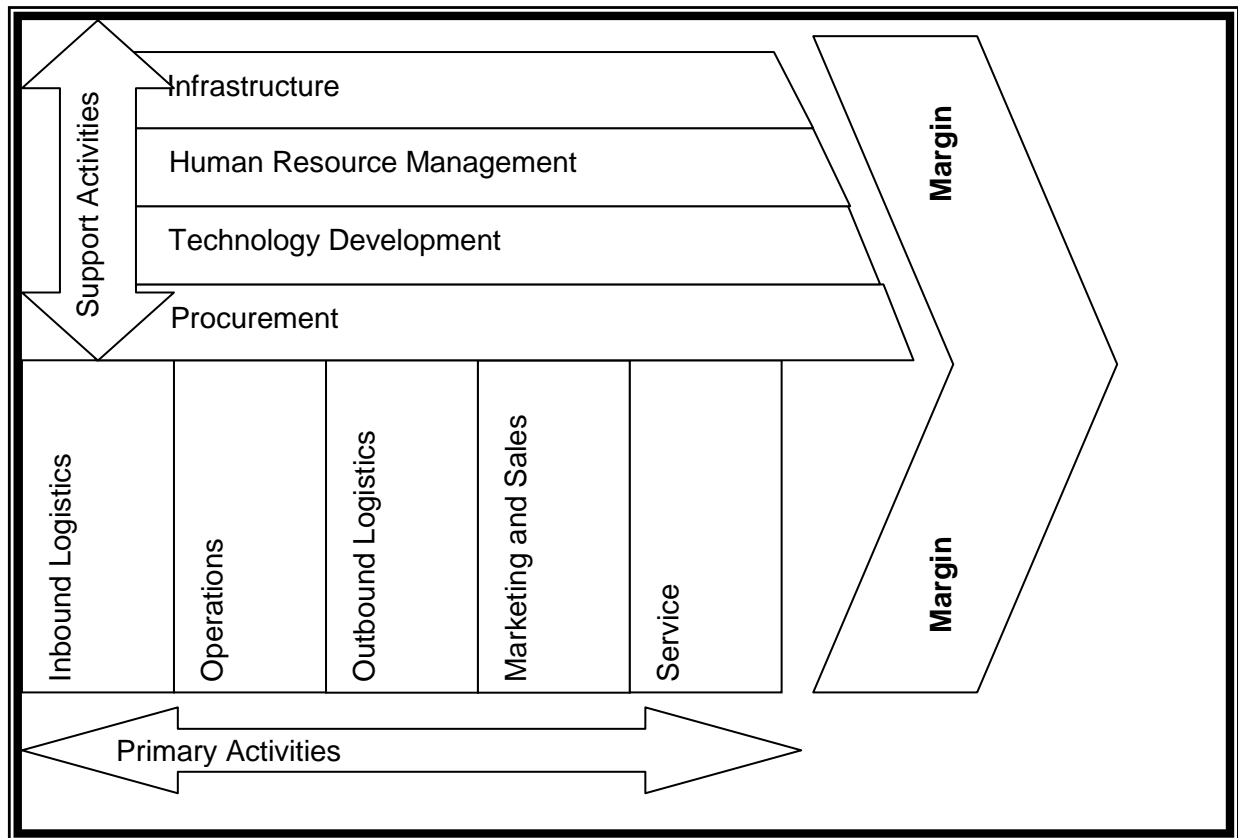 Support Activities
Infrastructure
Human Resource Management
Technology Development
Procurement
Margin
Inbound Logistics
Operations
Outbound Logistics
Marketing and Sales
Service
Margin
Primary Activities